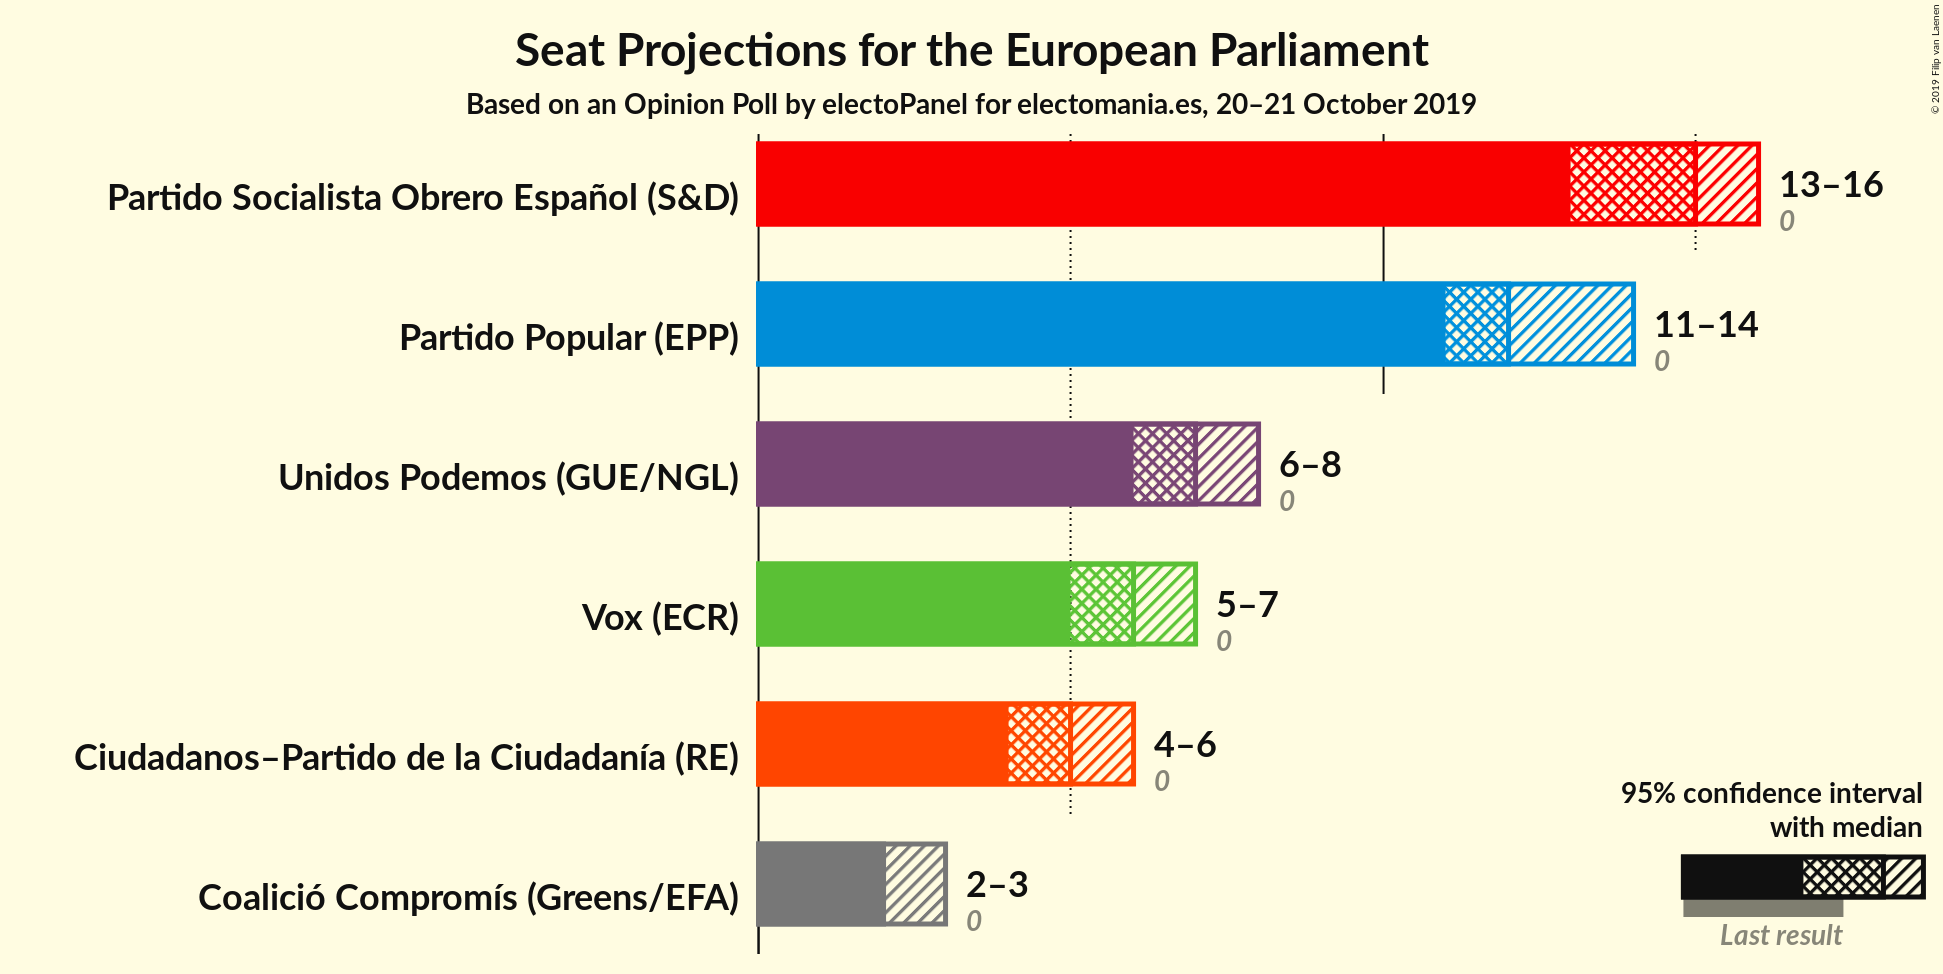 Seat Projections for the European Parliament
Based on an Opinion Poll by electoPanel for electomania.es, 20–21 October 2019
© 2019 Filip van Laenen
Partido Socialista Obrero Español (S&D)
13–16
0
Partido Popular (EPP)
11–14
0
Unidos Podemos (GUE/NGL)
6–8
0
Vox (ECR)
5–7
0
Ciudadanos–Partido de la Ciudadanía (RE)
4–6
0
Coalició Compromís (Greens/EFA)
2–3
0
95% confidence interval
with median
Last result